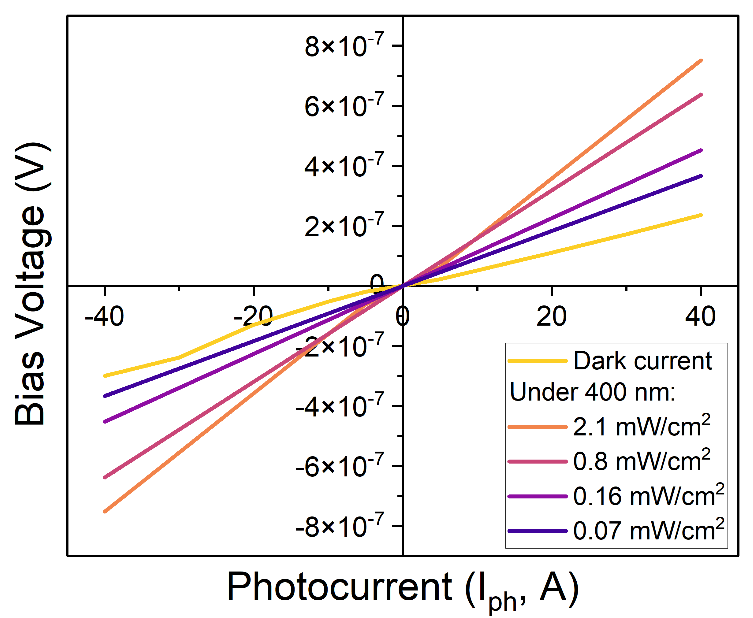 8×10⁻⁷
6×10⁻⁷
4×10⁻⁷
2×10⁻⁷
0
-40 -20 0 20 40
-2×10⁻⁷
-4×10⁻⁷
-6×10⁻⁷
-8×10⁻⁷
Bias Voltage (V)
Dark current
Under 400 nm:
2.1 mW/cm²
0.8 mW/cm²
0.16 mW/cm²
0.07 mW/cm²
Photocurrent (Iₚₕ, A)